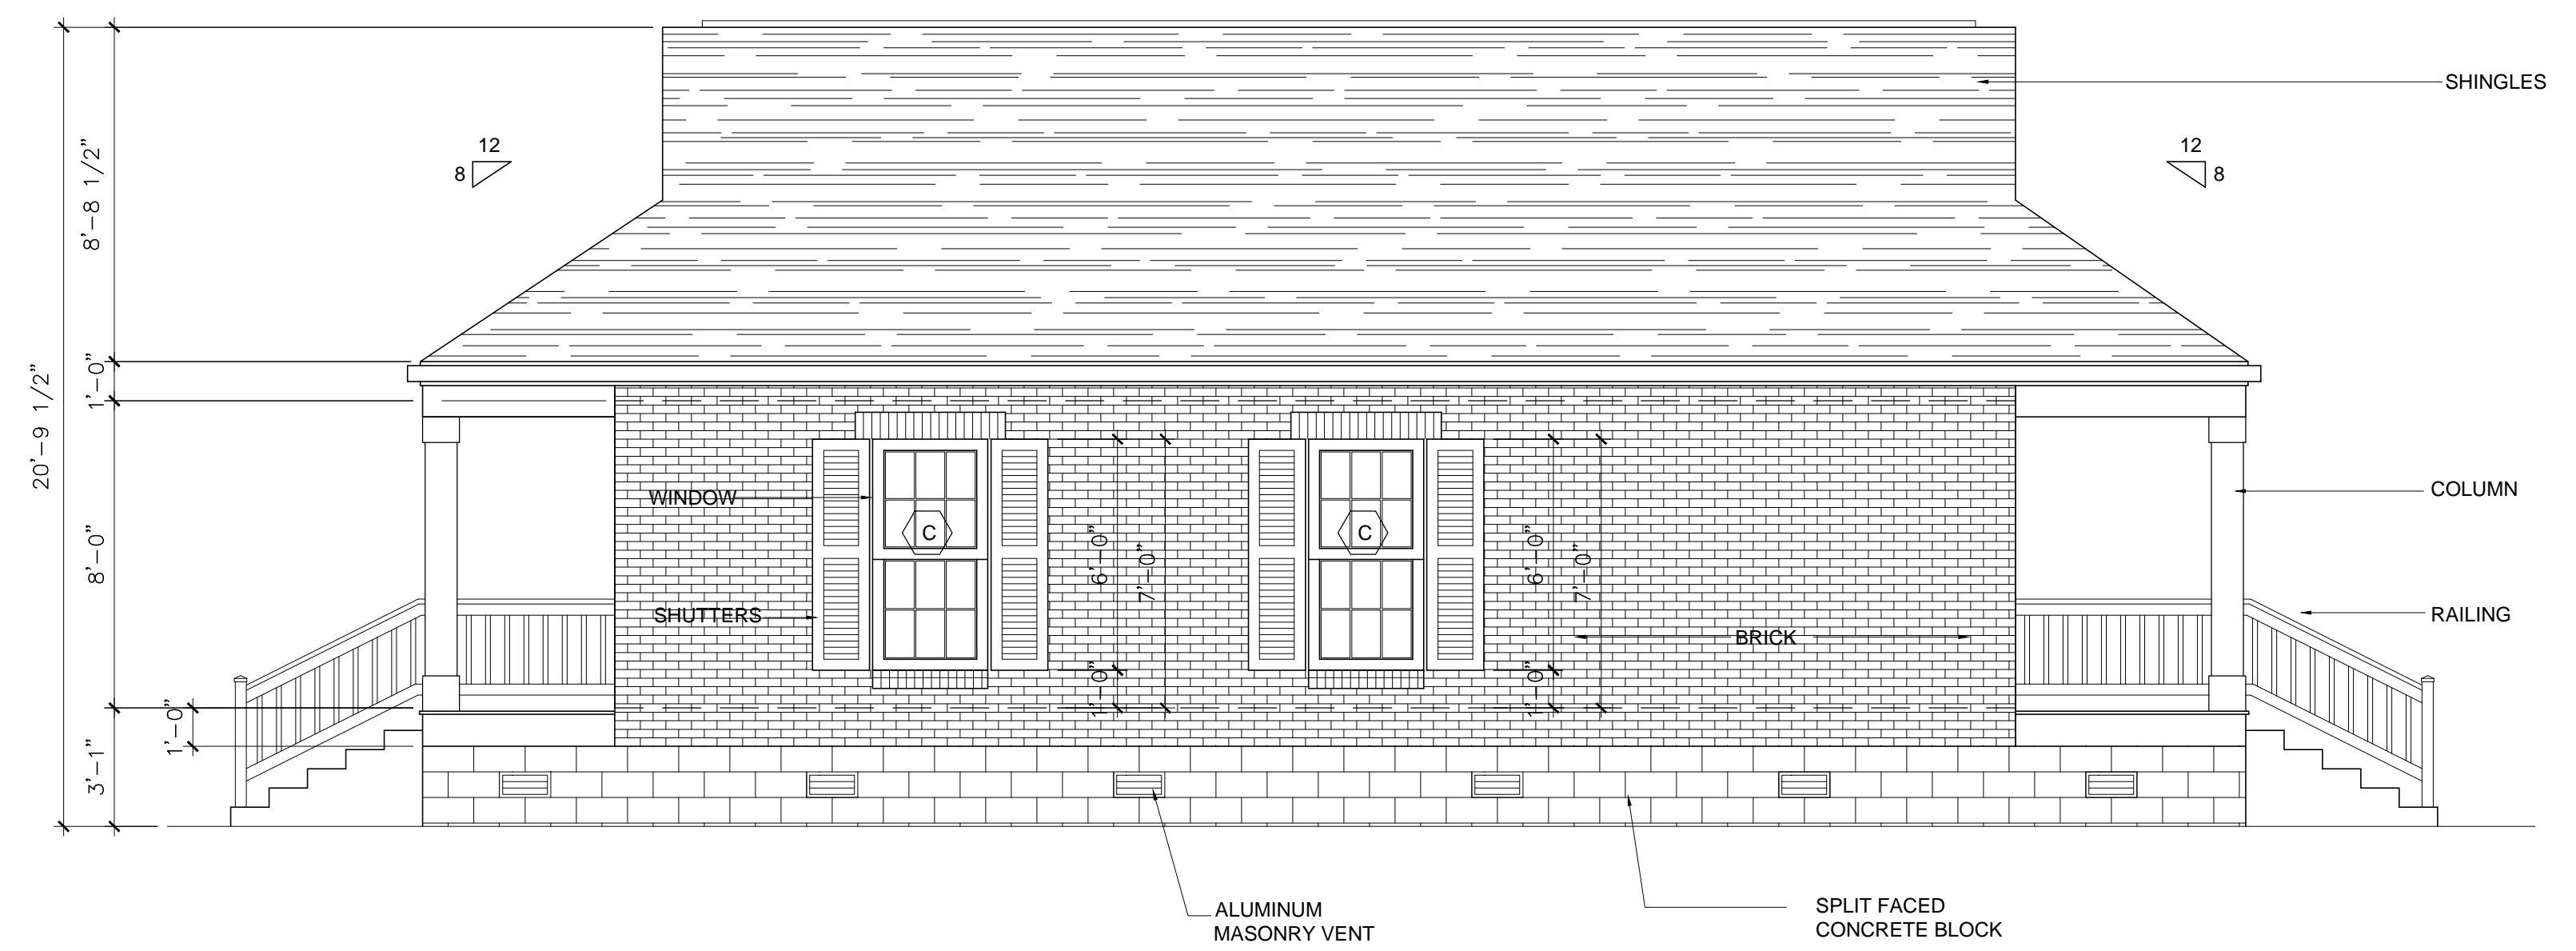 SHINGLES
12
8
12
8
8'-8 1/2"
20'-9 1/2"
1'-0"
8'-0"
3'-1"
1'-0"
WINDOW
SHUTTERS
C
6'-0"
7'-0"
1'-0"
C
6'-0"
7'-0"
1'-0"
BRICK
COLUMN
RAILING
ALUMINUM
MASONRY VENT
SPLIT FACED
CONCRETE BLOCK